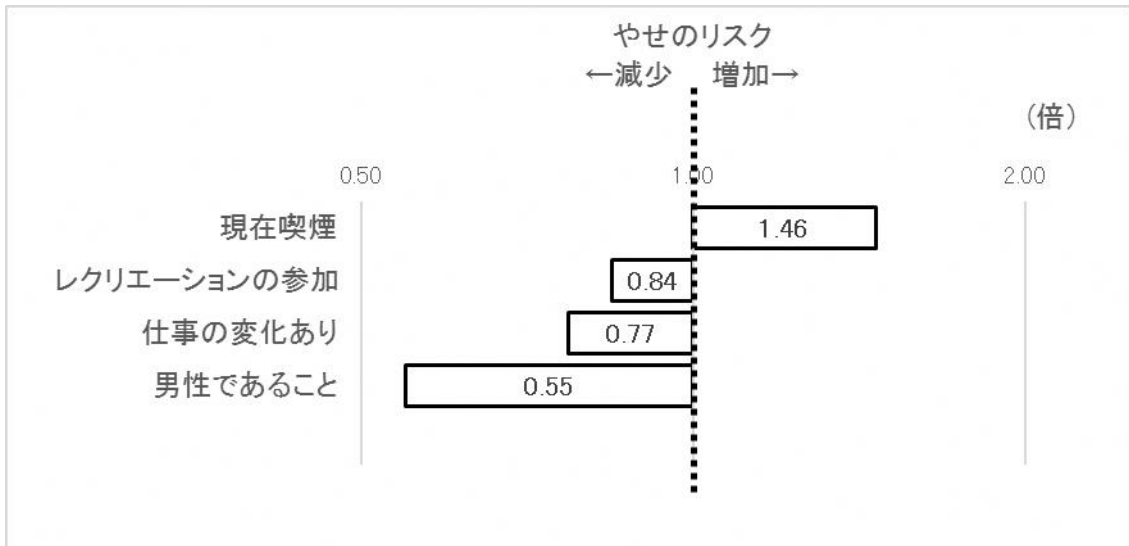 やせのリスク
←減少 増加→
(倍)
0.50 1.00 2.00
現在喫煙 1.46
レクリエーションの参加 0.84
仕事の変化あり 0.77
男性であること 0.55